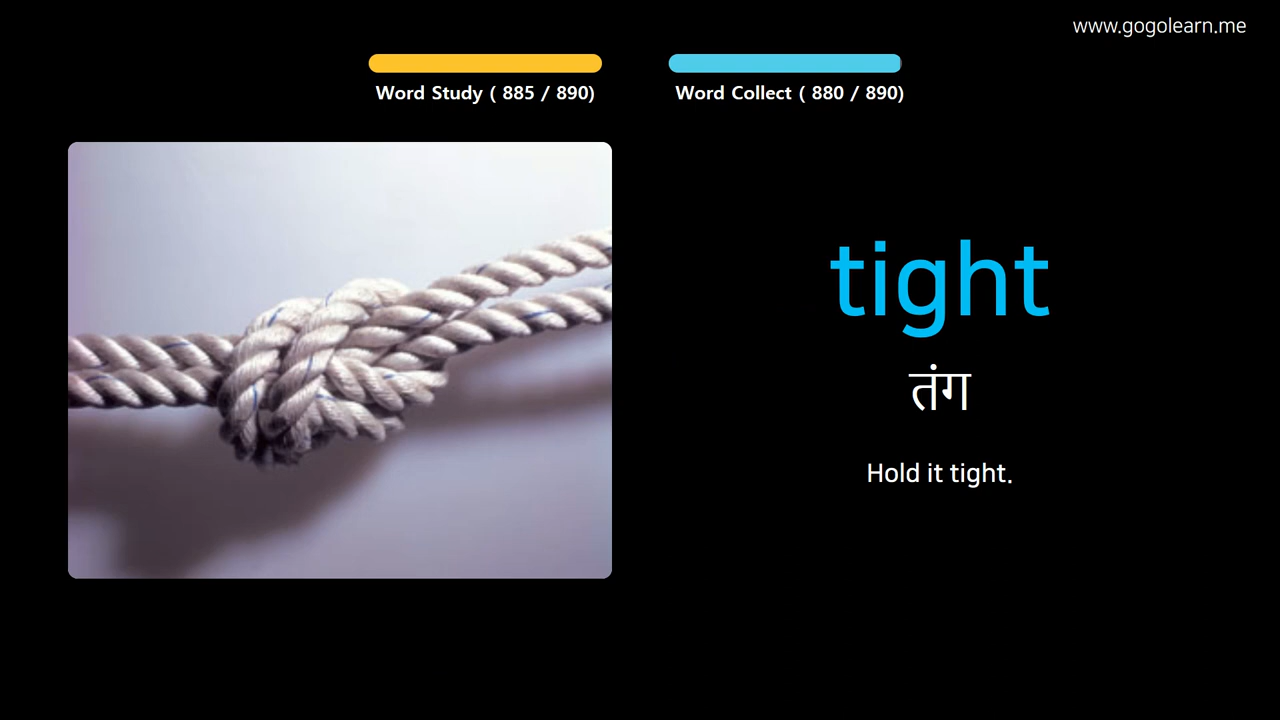 www.gogolearn.me
Word Study ( 885 / 890)
Word Collect ( 880 / 890)
tight
तंग
Hold it tight.